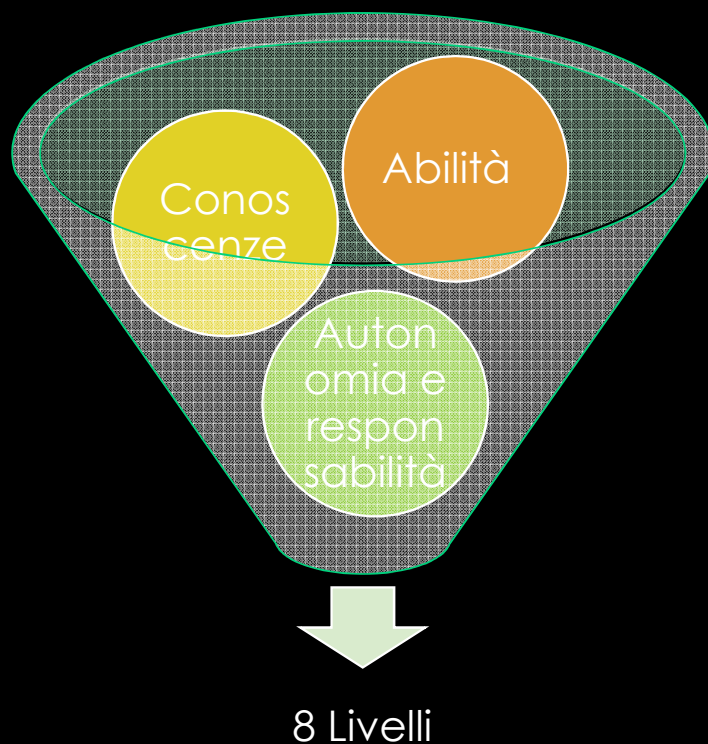 Abilità
Conos
cenze
Auton
omia e
respon
sabilità
8 Livelli